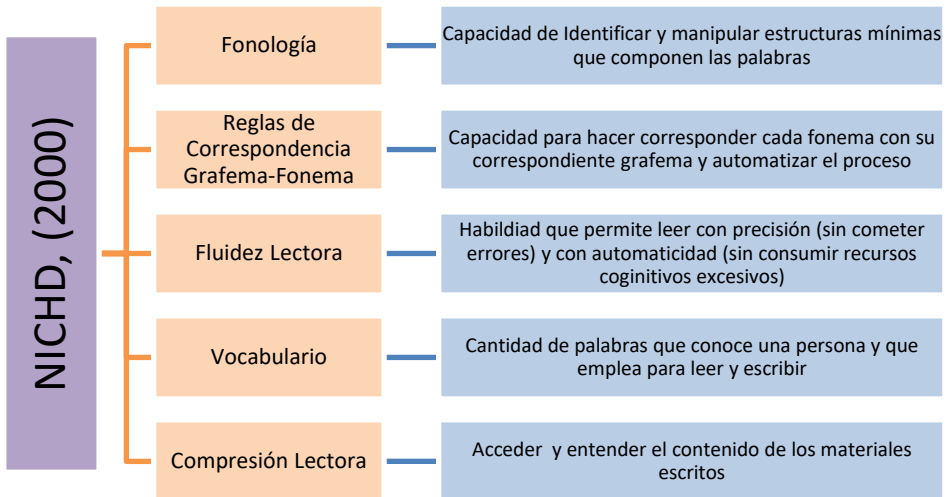 NICHD, (2000)
Fonología
Capacidad de Identificar y manipular estructuras mínimas
que componen las palabras
Reglas de
Correspondencia
Grafema-Fonema
Capacidad para hacer corresponder cada fonema con su
correspondiente grafema y automatizar el proceso
Fluidez Lectora
Habildiad que permite leer con precisión (sin cometer
errores) y con automaticidad (sin consumir recursos
coginitivos excesivos)
Vocabulario
Cantidad de palabras que conoce una persona y que
emplea para leer y escribir
Compresión Lectora
Acceder y entender el contenido de los materiales
escritos